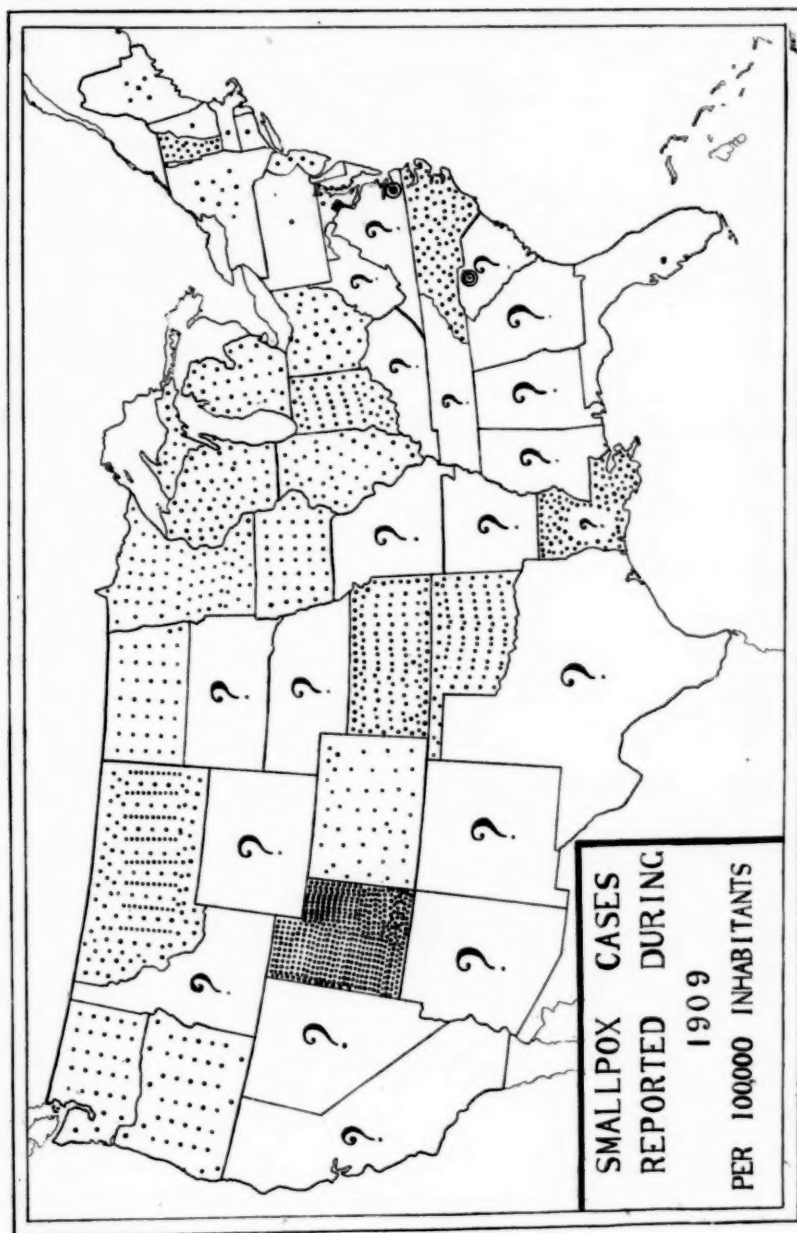 SMALLPOX CASES
REPORTED DURING
1909
PER 100,000 INHABITANTS